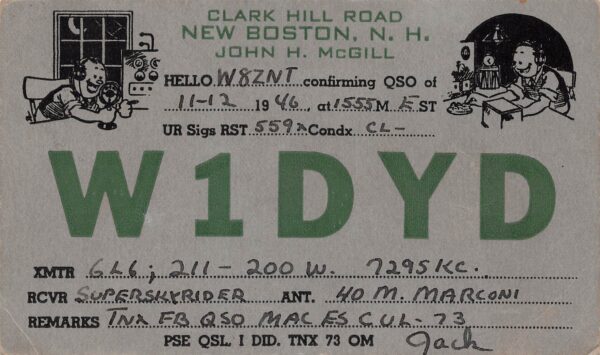 CLARK HILL ROAD
NEW BOSTON, N. H.
JOHN H. McGILL
HELLO W8ZNT confirming QSO of
11-12 1946, at 1555 M E ST
UR Sigs RST 559X Condx CL-
W1DYD
XMTR 6L6; 211 - 200 W. 7295 KC.
RCVR SUPERSKYRIDER ANT. 40 M. MARCONI
REMARKS TNX FB QSO MAC ES CUL - 73
PSE QSL. I DID. TNX 73 OM Jack